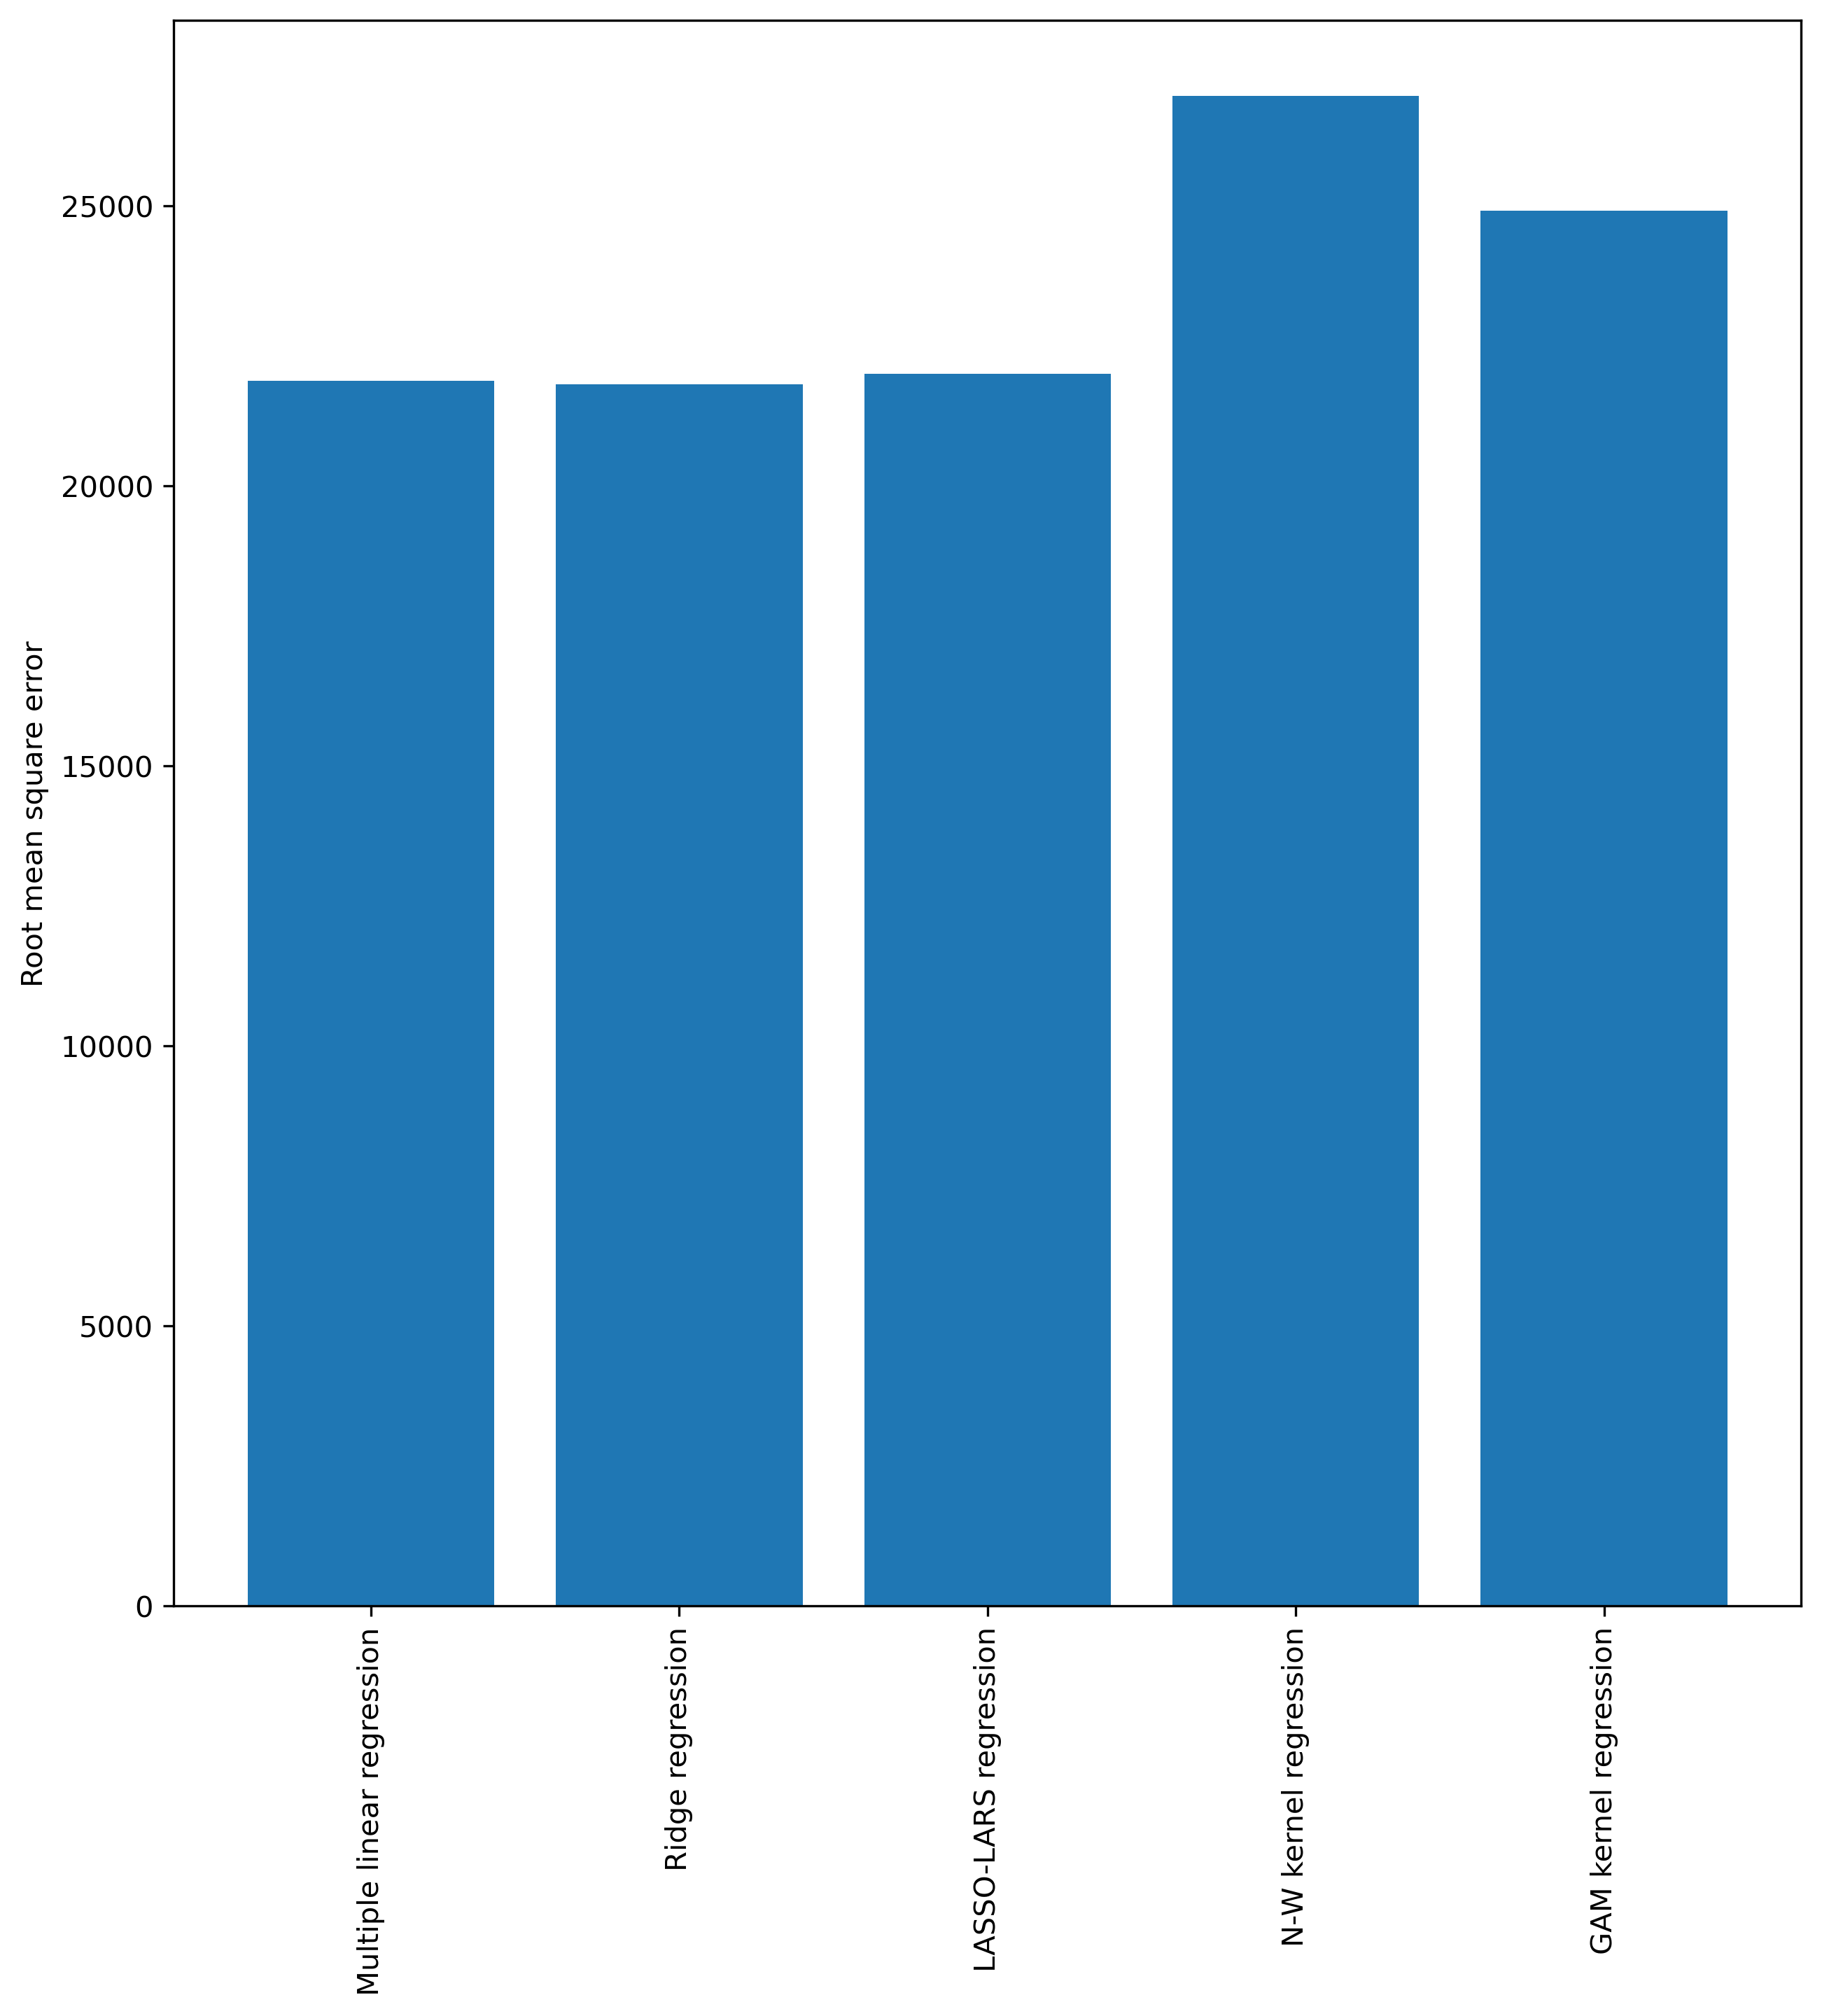 Root mean square error
25000
20000
15000
10000
5000
0
Multiple linear regression
Ridge regression
LASSO-LARS regression
N-W kernel regression
GAM kernel regression